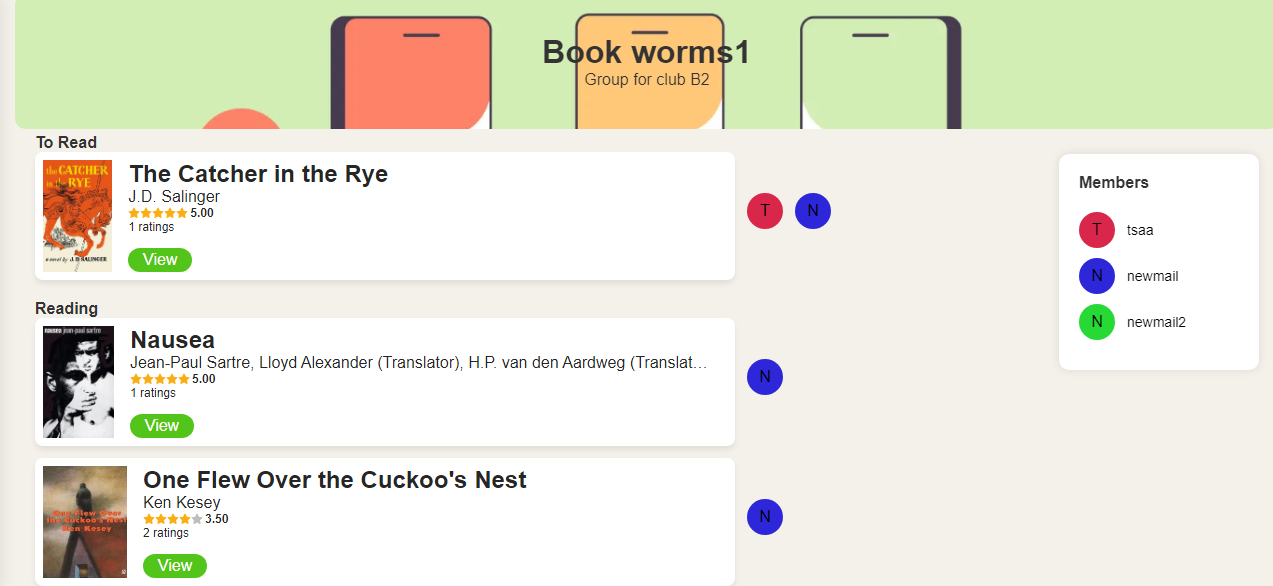 Book worms1
Group for club B2
To Read
the CATCHER
in the RYE
a novel by J. D. SALINGER
The Catcher in the Rye
J.D. Salinger
5.00
1 ratings
View
T
N
Members
T
tsaa
N
newmail
N
newmail2
Reading
nausea jean-paul sartre
Nausea
Jean-Paul Sartre, Lloyd Alexander (Translator), H.P. van den Aardweg (Translat…
5.00
1 ratings
View
N
One Flew Over
the Cuckoo's Nest
Ken Kesey
One Flew Over the Cuckoo's Nest
Ken Kesey
3.50
2 ratings
View
N